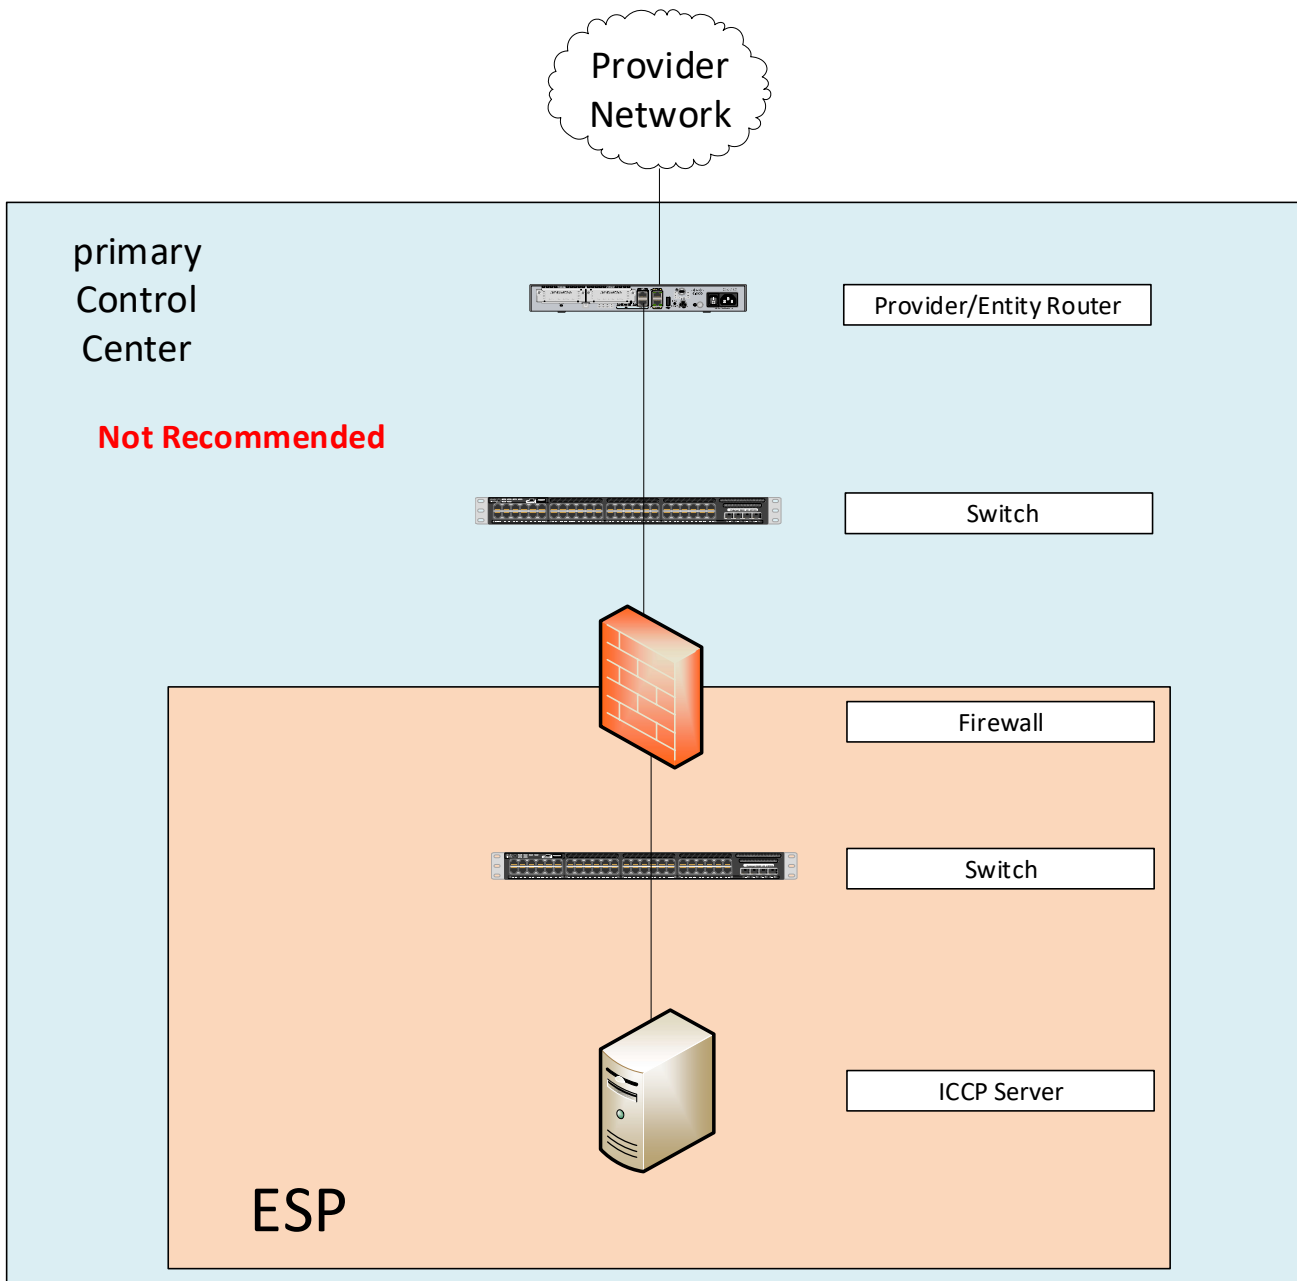 Provider
Network
primary
Control
Center
Provider/Entity Router
Not Recommended
Switch
Firewall
Switch
ICCP Server
ESP